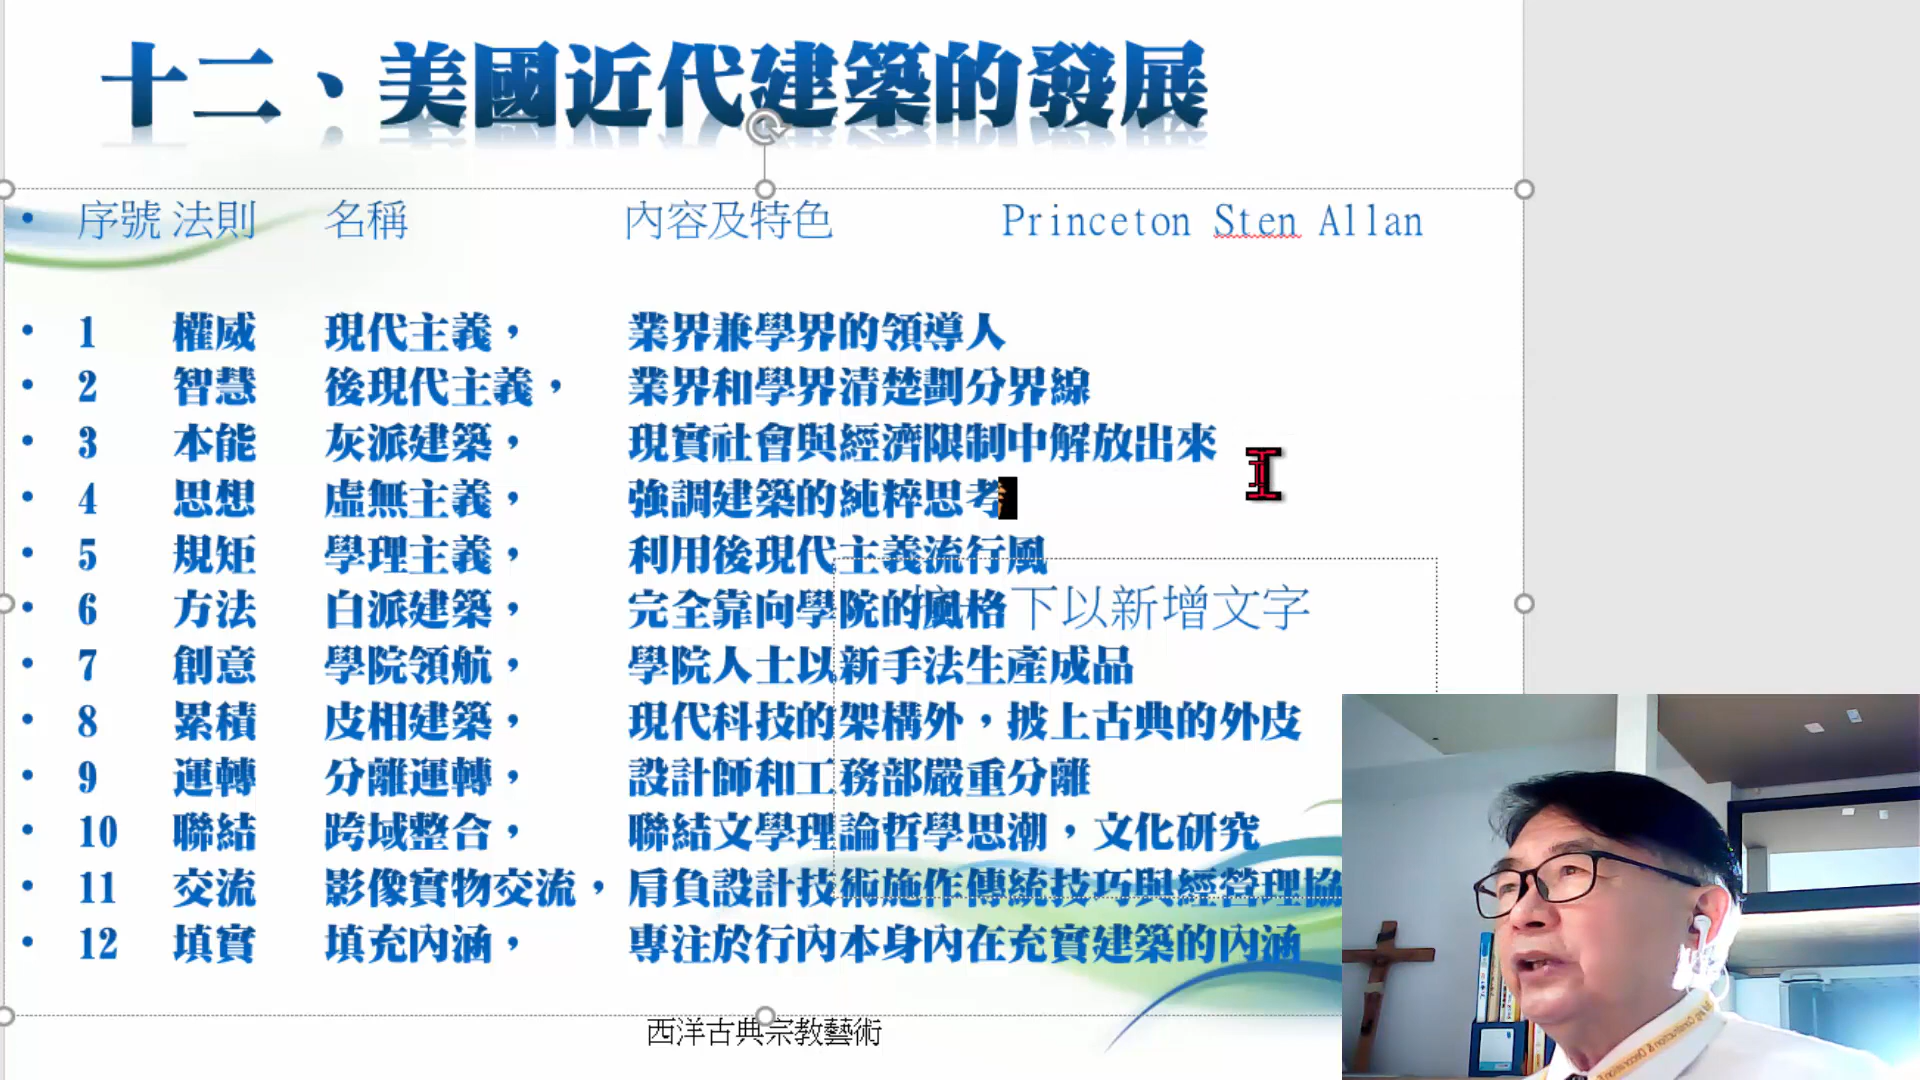 十二、美國近代建築的發展
• 序號 法則 名稱 內容及特色 Princeton Sten Allan
• 1 權威 現代主義， 業界兼學界的領導人
• 2 智慧 後現代主義， 業界和學界清楚劃分界線
• 3 本能 灰派建築， 現實社會與經濟限制中解放出來
• 4 思想 虛無主義， 強調建築的純粹思考
• 5 規矩 學理主義， 利用後現代主義流行風
• 6 方法 白派建築， 完全靠向學院的風格
下以新增文字
• 7 創意 學院領航， 學院人士以新手法生產成品
• 8 累積 皮相建築， 現代科技的架構外，披上古典的外皮
• 9 運轉 分離運轉， 設計師和工務部嚴重分離
• 10 聯結 跨域整合， 聯結文學理論哲學思潮，文化研究
• 11 交流 影像實物交流， 肩負設計技術施作傳統技巧與經營管理協
• 12 填實 填充內涵， 專注於行內本身內在充實建築的內涵
西洋古典宗教藝術